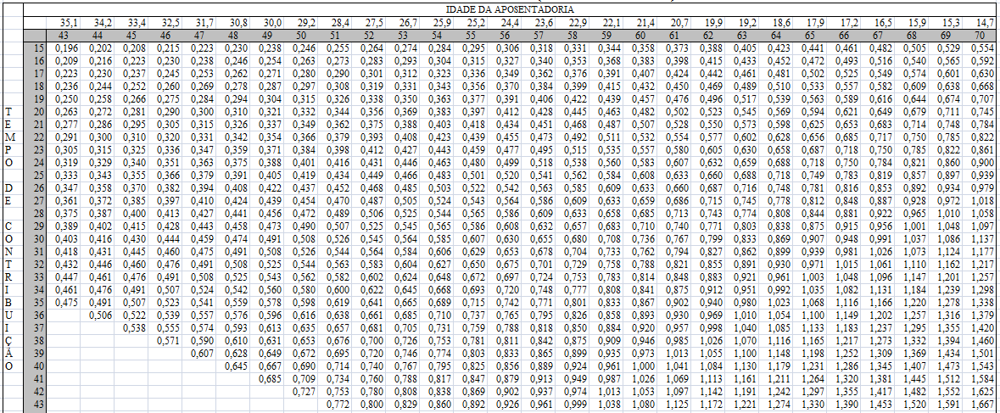 IDADE DA APOSENTADORIA
35,1 34,2 33,4 32,5 31,7 30,8 30,0 29,2 28,4 27,5 26,7 25,9 25,2 24,4 23,6 22,9 22,1 21,4 20,6 19,9 19,2 18,6 17,9 17,2 16,5 15,9 15,3 14,7
43 44 45 46 47 48 49 50 51 52 53 54 55 56 57 58 59 60 61 62 63 64 65 66 67 68 69 70
15 0,196 0,202 0,208 0,215 0,223 0,230 0,238 0,246 0,255 0,264 0,274 0,284 0,295 0,306 0,318 0,331 0,344 0,358 0,373 0,388 0,405 0,423 0,441 0,461 0,482 0,505 0,529 0,554
16 0,209 0,216 0,223 0,230 0,238 0,246 0,254 0,263 0,273 0,283 0,293 0,304 0,315 0,327 0,340 0,353 0,368 0,383 0,398 0,415 0,433 0,452 0,472 0,493 0,516 0,540 0,565 0,592
17 0,223 0,230 0,237 0,245 0,253 0,262 0,271 0,280 0,290 0,301 0,312 0,323 0,336 0,349 0,362 0,376 0,391 0,407 0,424 0,442 0,461 0,481 0,502 0,525 0,549 0,574 0,601 0,630
18 0,236 0,244 0,252 0,260 0,269 0,278 0,287 0,297 0,308 0,319 0,331 0,343 0,356 0,370 0,384 0,399 0,415 0,432 0,450 0,469 0,489 0,510 0,533 0,557 0,582 0,609 0,638 0,668
19 0,250 0,258 0,266 0,275 0,284 0,294 0,304 0,315 0,326 0,338 0,350 0,363 0,377 0,391 0,406 0,422 0,439 0,457 0,476 0,496 0,517 0,539 0,563 0,589 0,616 0,644 0,674 0,707
T 20 0,263 0,272 0,281 0,290 0,300 0,310 0,321 0,332 0,344 0,356 0,369 0,383 0,397 0,412 0,428 0,445 0,463 0,482 0,502 0,523 0,545 0,569 0,594 0,621 0,649 0,679 0,711 0,745
E 21 0,277 0,286 0,295 0,305 0,315 0,326 0,337 0,349 0,362 0,375 0,388 0,403 0,418 0,434 0,451 0,468 0,487 0,507 0,528 0,550 0,573 0,598 0,625 0,653 0,683 0,714 0,748 0,784
M 22 0,291 0,300 0,310 0,320 0,331 0,342 0,354 0,366 0,379 0,393 0,408 0,423 0,439 0,455 0,473 0,492 0,511 0,532 0,554 0,577 0,602 0,628 0,656 0,685 0,717 0,750 0,785 0,822
P 23 0,305 0,315 0,325 0,336 0,347 0,359 0,371 0,384 0,398 0,412 0,427 0,443 0,459 0,477 0,495 0,515 0,535 0,557 0,580 0,605 0,630 0,658 0,687 0,718 0,750 0,785 0,822 0,861
O 24 0,319 0,329 0,340 0,351 0,363 0,375 0,388 0,401 0,416 0,431 0,446 0,463 0,480 0,499 0,518 0,538 0,560 0,583 0,607 0,632 0,659 0,688 0,718 0,750 0,784 0,821 0,860 0,900
25 0,333 0,343 0,355 0,366 0,379 0,391 0,405 0,419 0,434 0,449 0,466 0,483 0,501 0,520 0,541 0,562 0,584 0,608 0,633 0,660 0,688 0,718 0,749 0,783 0,819 0,857 0,897 0,939
D 26 0,347 0,358 0,370 0,382 0,394 0,408 0,422 0,437 0,452 0,468 0,485 0,503 0,522 0,542 0,563 0,585 0,609 0,633 0,660 0,687 0,716 0,748 0,781 0,816 0,853 0,892 0,934 0,979
E 27 0,361 0,372 0,385 0,397 0,410 0,424 0,439 0,454 0,470 0,487 0,505 0,524 0,543 0,564 0,586 0,609 0,633 0,659 0,686 0,715 0,745 0,778 0,812 0,848 0,887 0,928 0,972 1,018
28 0,375 0,387 0,400 0,413 0,427 0,441 0,456 0,472 0,489 0,506 0,525 0,544 0,565 0,586 0,609 0,633 0,658 0,685 0,713 0,743 0,774 0,808 0,844 0,881 0,922 0,965 1,010 1,058
C 29 0,389 0,402 0,415 0,428 0,443 0,458 0,473 0,490 0,507 0,525 0,545 0,565 0,586 0,608 0,632 0,657 0,683 0,710 0,740 0,771 0,803 0,838 0,875 0,915 0,956 1,001 1,048 1,097
O 30 0,403 0,416 0,430 0,444 0,459 0,474 0,491 0,508 0,526 0,545 0,564 0,585 0,607 0,630 0,655 0,680 0,708 0,736 0,767 0,799 0,833 0,869 0,907 0,948 0,991 1,037 1,086 1,137
N 31 0,418 0,431 0,445 0,460 0,475 0,491 0,508 0,526 0,544 0,564 0,584 0,606 0,629 0,653 0,678 0,704 0,733 0,762 0,794 0,827 0,862 0,899 0,939 0,981 1,026 1,073 1,124 1,177
T 32 0,432 0,446 0,460 0,476 0,491 0,508 0,525 0,544 0,563 0,583 0,604 0,627 0,650 0,675 0,701 0,729 0,758 0,788 0,821 0,855 0,891 0,930 0,971 1,015 1,061 1,110 1,162 1,217
R 33 0,447 0,461 0,476 0,491 0,508 0,525 0,543 0,562 0,582 0,602 0,624 0,648 0,672 0,697 0,724 0,753 0,783 0,814 0,848 0,883 0,921 0,961 1,003 1,048 1,096 1,147 1,201 1,257
I 34 0,461 0,476 0,491 0,507 0,524 0,542 0,560 0,580 0,600 0,622 0,645 0,668 0,693 0,720 0,748 0,777 0,808 0,841 0,875 0,912 0,951 0,992 1,035 1,082 1,131 1,184 1,239 1,298
B 35 0,475 0,491 0,507 0,523 0,541 0,559 0,578 0,598 0,619 0,641 0,665 0,689 0,715 0,742 0,771 0,801 0,833 0,867 0,902 0,940 0,980 1,023 1,068 1,116 1,166 1,220 1,278 1,338
U 36 0,506 0,522 0,539 0,557 0,576 0,596 0,616 0,638 0,661 0,685 0,710 0,737 0,765 0,795 0,826 0,858 0,893 0,930 0,969 1,010 1,054 1,100 1,149 1,202 1,257 1,316 1,379
I 37 0,538 0,555 0,574 0,593 0,613 0,635 0,657 0,681 0,705 0,731 0,759 0,788 0,818 0,850 0,884 0,920 0,957 0,998 1,040 1,085 1,133 1,183 1,237 1,295 1,355 1,420
Ç 38 0,571 0,590 0,610 0,631 0,653 0,676 0,700 0,726 0,753 0,781 0,811 0,842 0,875 0,909 0,946 0,985 1,026 1,070 1,116 1,165 1,217 1,273 1,332 1,394 1,460
Ã 39 0,607 0,628 0,649 0,672 0,695 0,720 0,746 0,774 0,803 0,833 0,865 0,899 0,935 0,973 1,013 1,055 1,100 1,148 1,198 1,252 1,309 1,369 1,434 1,501
O 40 0,645 0,667 0,690 0,714 0,740 0,767 0,795 0,825 0,856 0,889 0,924 0,961 1,000 1,041 1,084 1,130 1,179 1,231 1,286 1,345 1,407 1,473 1,543
41 0,685 0,709 0,734 0,760 0,788 0,817 0,847 0,879 0,913 0,949 0,987 1,026 1,069 1,113 1,161 1,211 1,264 1,320 1,381 1,445 1,512 1,584
42 0,727 0,753 0,780 0,808 0,838 0,869 0,902 0,937 0,974 1,013 1,053 1,097 1,142 1,191 1,242 1,297 1,355 1,417 1,482 1,552 1,625
43 0,772 0,800 0,829 0,860 0,892 0,926 0,961 0,999 1,038 1,080 1,125 1,172 1,221 1,274 1,330 1,390 1,453 1,520 1,591 1,667